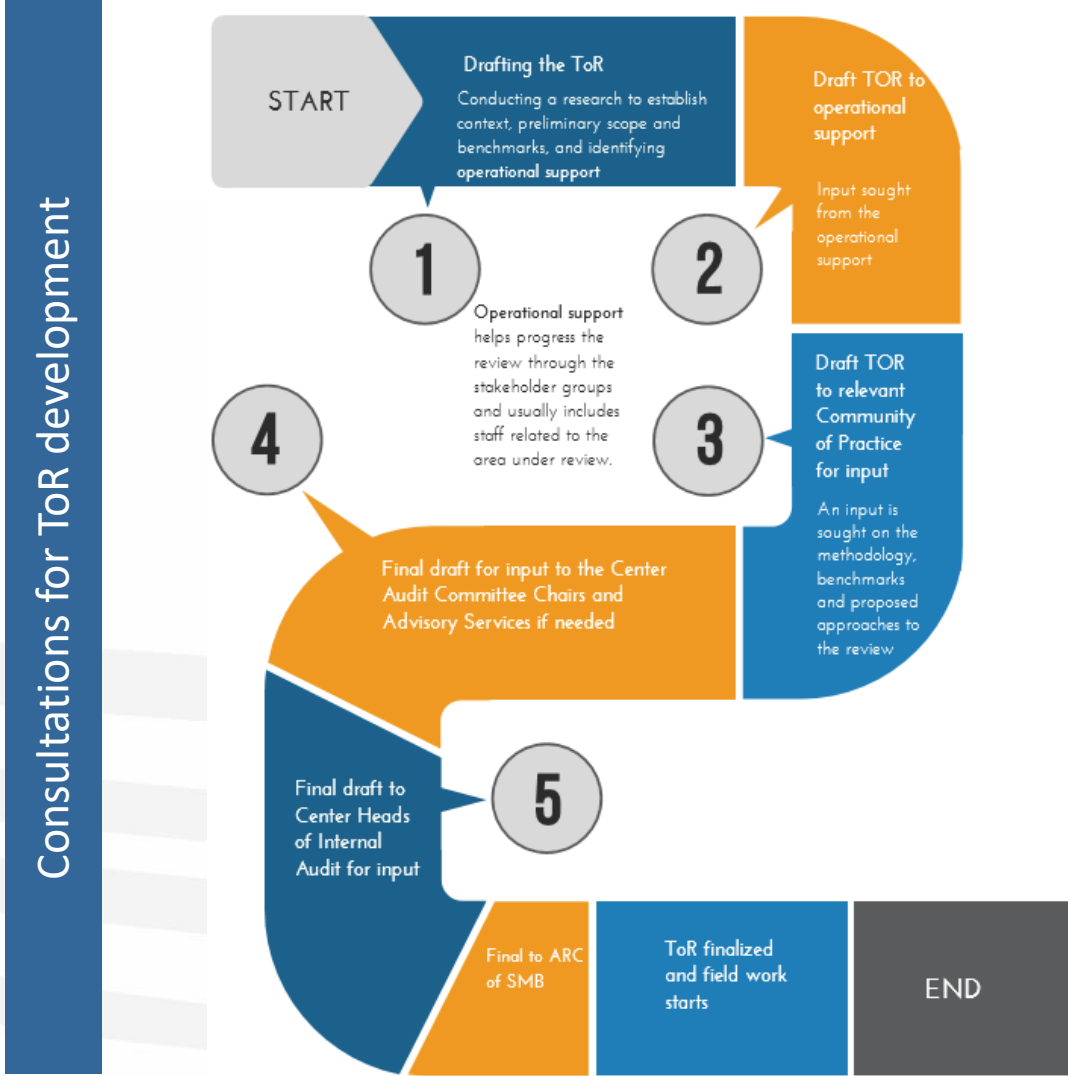 Consultations for ToR development
START
Drafting the ToR
Conducting a research to establish
context, preliminary scope and
benchmarks, and identifying
operational support
Draft TOR to
operational
support
Input sought
from the
operational
support
1
2
Operational support
helps progress the
review through the
stakeholder groups
and usually includes
staff related to the
area under review.
Draft TOR
to relevant
Community
of Practice
for input
An input is
sought on the
methodology,
benchmarks
and proposed
approaches to
the review
3
4
Final draft for input to the Center
Audit Committee Chairs and
Advisory Services if needed
Final draft to
Center Heads
of Internal
Audit for input
5
Final to ARC
of SMB
ToR finalized
and field work
starts
END